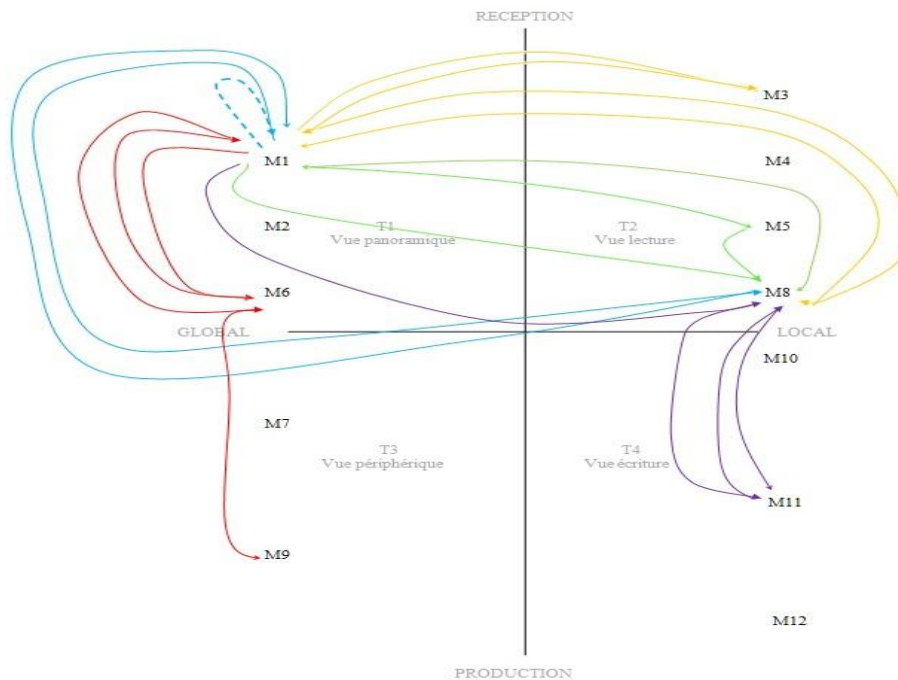 RECEPTION
M3
M1
M4
M2
T1
Vue panoramique
T2
Vue lecture
M5
M6
M8
GLOBAL
LOCAL
M10
M7
T3
Vue périphérique
T4
Vue écriture
M11
M9
M12
PRODUCTION